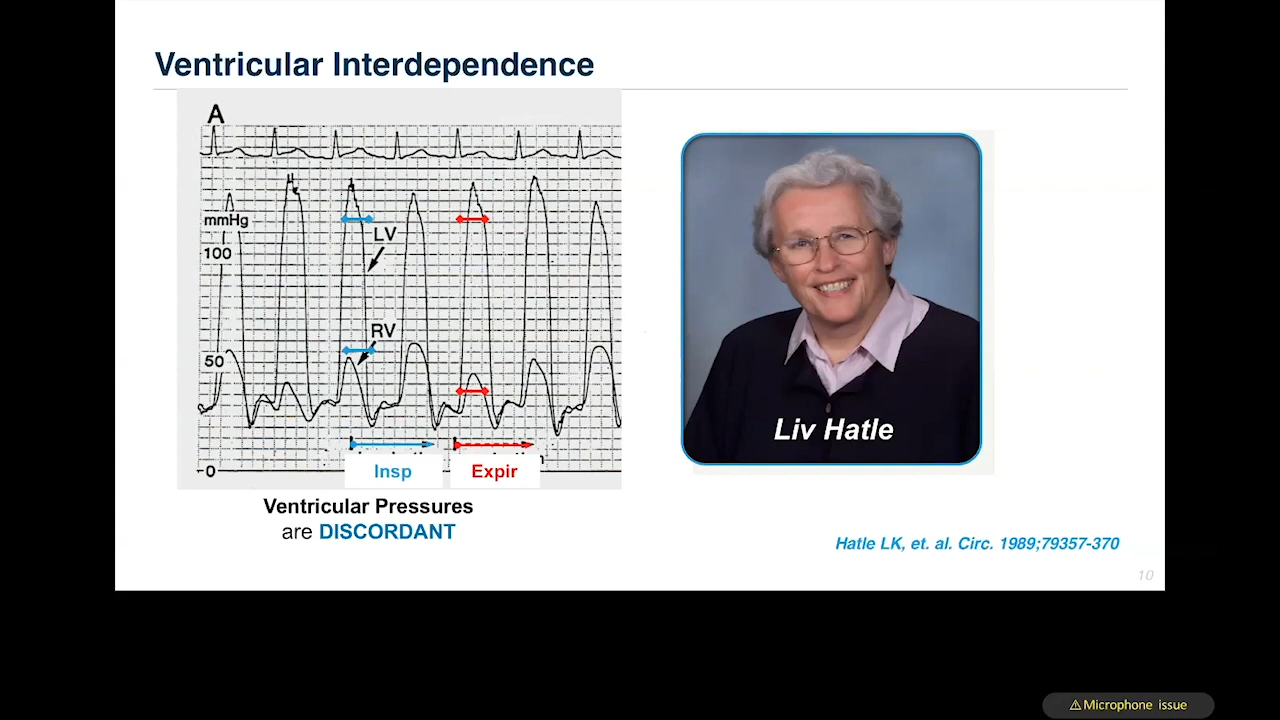 Ventricular Interdependence
A
mmHg
LV
100
RV
50
0
Insp
Expir
Ventricular Pressures
are DISCORDANT
Liv Hatle
Hatle LK, et. al. Circ. 1989;79357-370
10
⚠Microphone issue